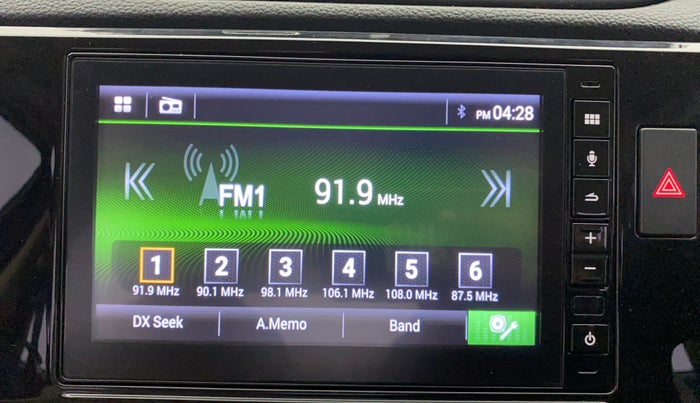 PM 04:28
FM1
91.9 MHz
1 2 3 4 5 6
91.9 MHz 90.1 MHz 98.1 MHz 106.1 MHz 108.0 MHz 87.5 MHz
DX Seek A.Memo Band